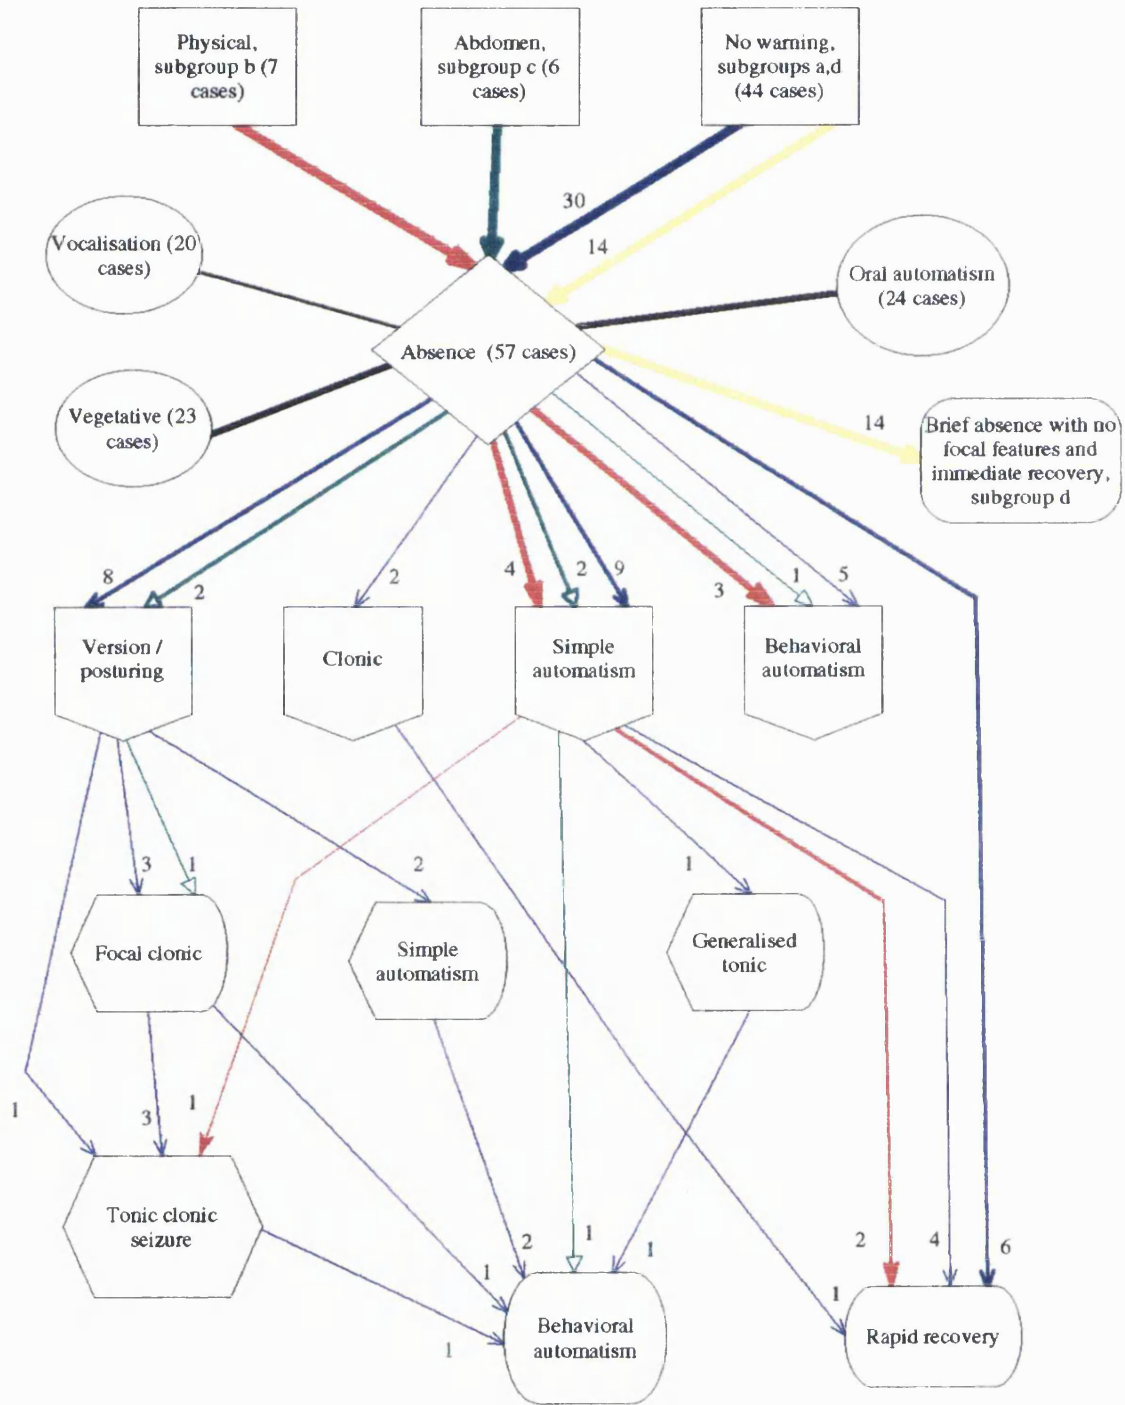 Physical,
subgroup b (7
cases)
Abdomen,
subgroup c (6
cases)
No warning,
subgroups a,d
(44 cases)
30
14
Vocalisation (20
cases)
Oral automatism
(24 cases)
Absence (57 cases)
Vegetative (23
cases)
14
Brief absence with no
focal features and
immediate recovery,
subgroup d
8
2
2
4
2
9
3
1
5
Version /
posturing
Clonic
Simple
automatism
Behavioral
automatism
3
1
2
1
Focal clonic
Simple
automatism
Generalised
tonic
1
3
1
Tonic clonic
seizure
2
1
1
2
4
6
1
1
1
Behavioral
automatism
Rapid recovery